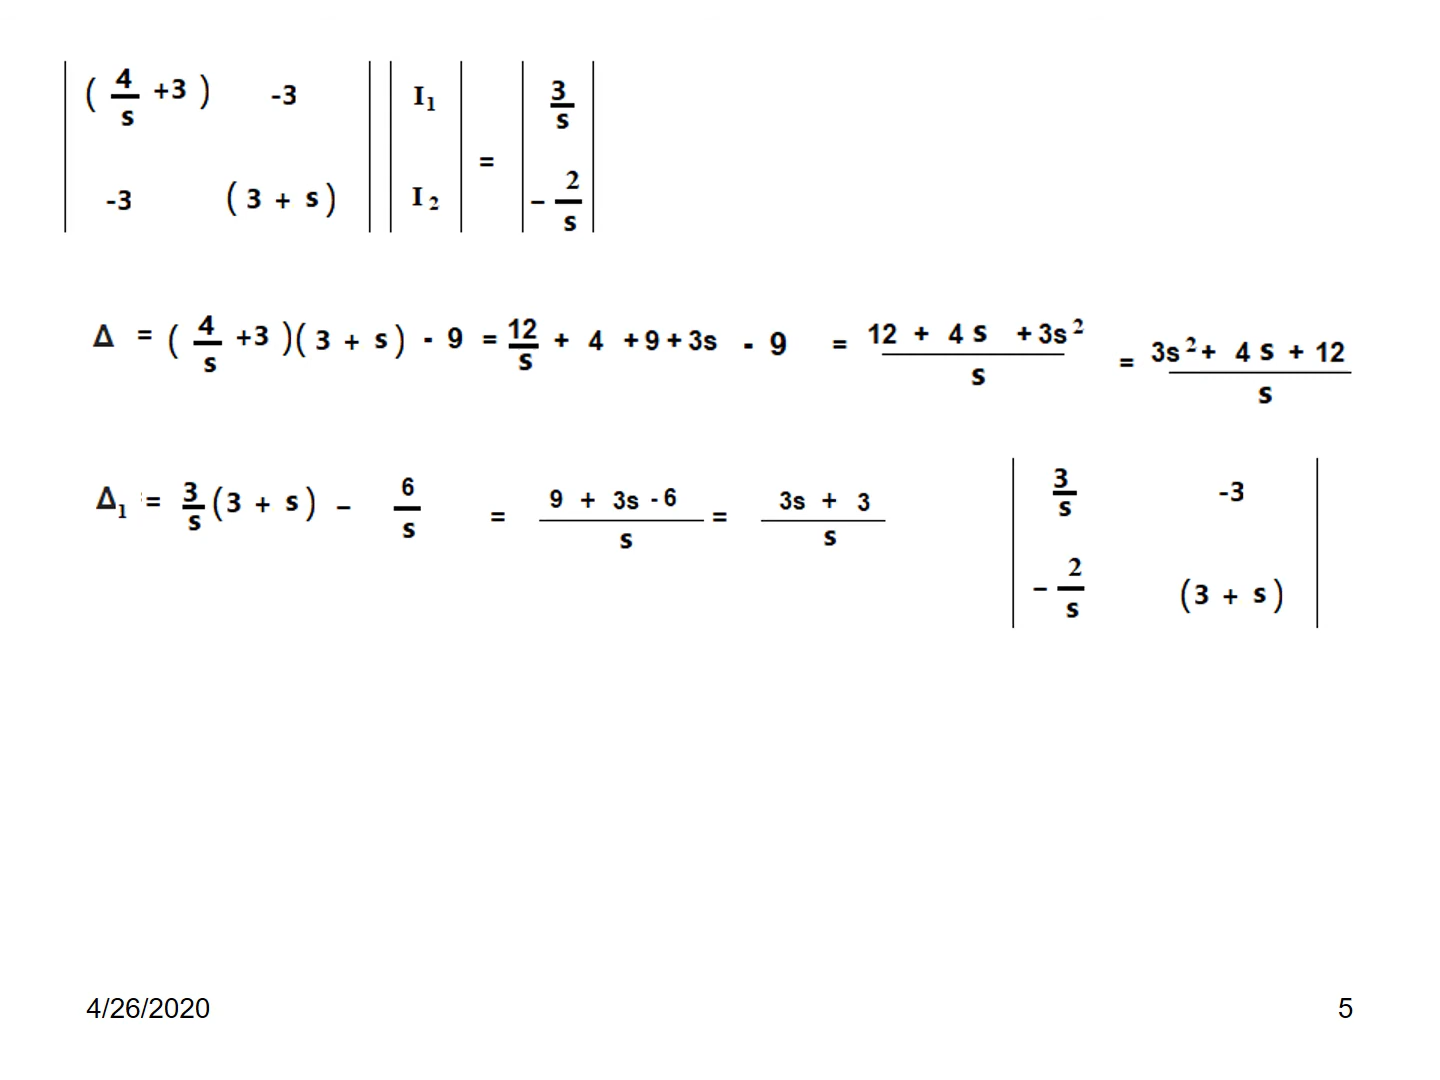 | (4/s +3) -3 | | I₁ | = | 3/s |
| -3 (3 + s) | | I₂ | | - 2/s |
Δ = (4/s +3)(3 + s) - 9 = 12/s + 4 +9+3s - 9 = (12 + 4s +3s²)/s = (3s²+ 4s + 12)/s
Δ₁ = 3/s (3 + s) - 6/s = (9 + 3s -6)/s = (3s + 3)/s
| 3/s -3 |
| - 2/s (3 + s) |
4/26/2020
5